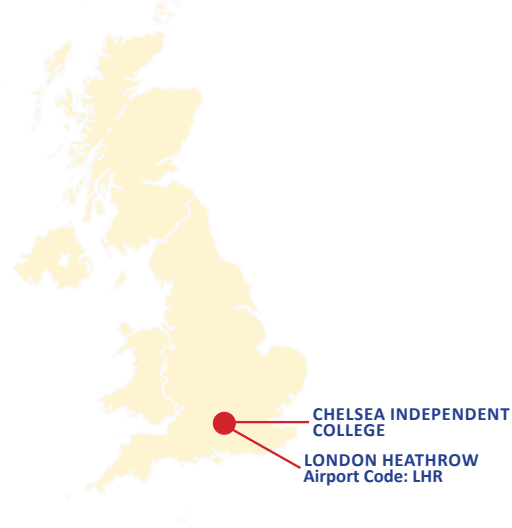 CHELSEA INDEPENDENT
COLLEGE
LONDON HEATHROW
Airport Code: LHR